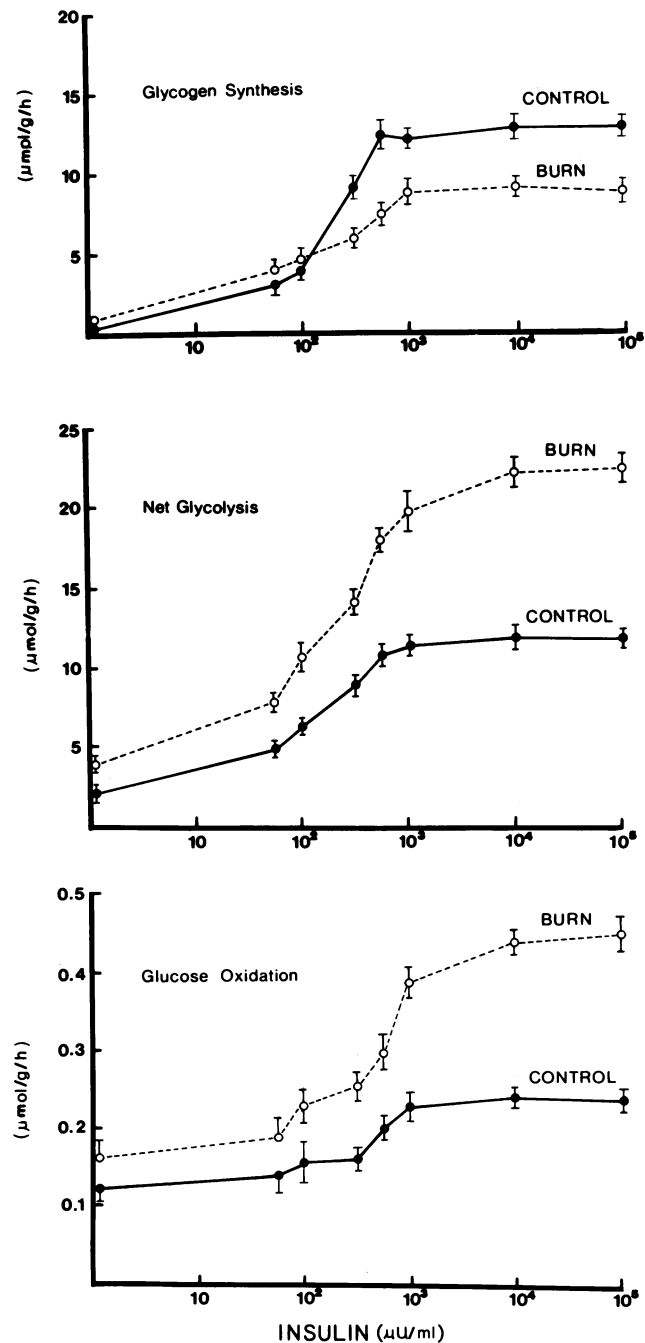 20
Glycogen Synthesis
CONTROL
15
(μmol/g/h)
10
BURN
5
10 10² 10³ 10⁴ 10⁵
25
BURN
20
Net Glycolysis
15
(μmol/g/h)
CONTROL
10
5
10 10² 10³ 10⁴ 10⁵
0.5
BURN
Glucose Oxidation
0.4
0.3
(μmol/g/h)
CONTROL
0.2
0.1
10 10² 10³ 10⁴ 10⁵
INSULIN (μU/ml)